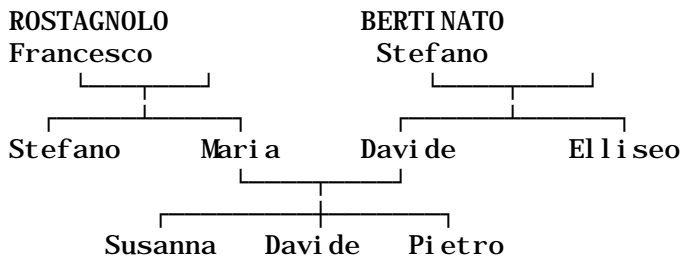 ROSTAGNOLO BERTINATO
Francesco Stefano
Stefano Maria Davide Elliseo
Susanna Davide Pietro